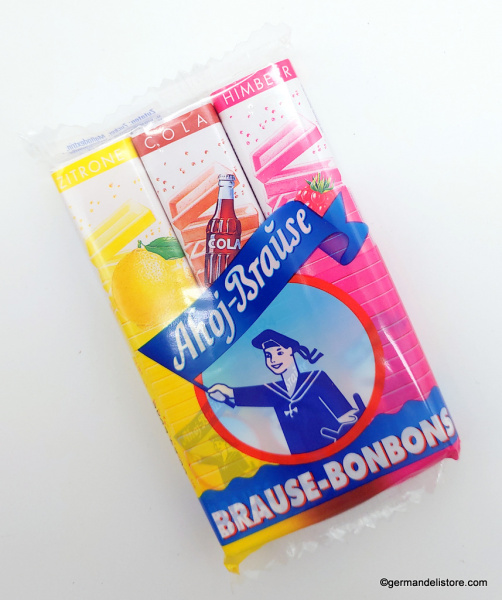 ZITRONE
COLA
HIMBEER
COLA
Ahoj-Brause
BRAUSE-BONBONS
©germandelistore.com